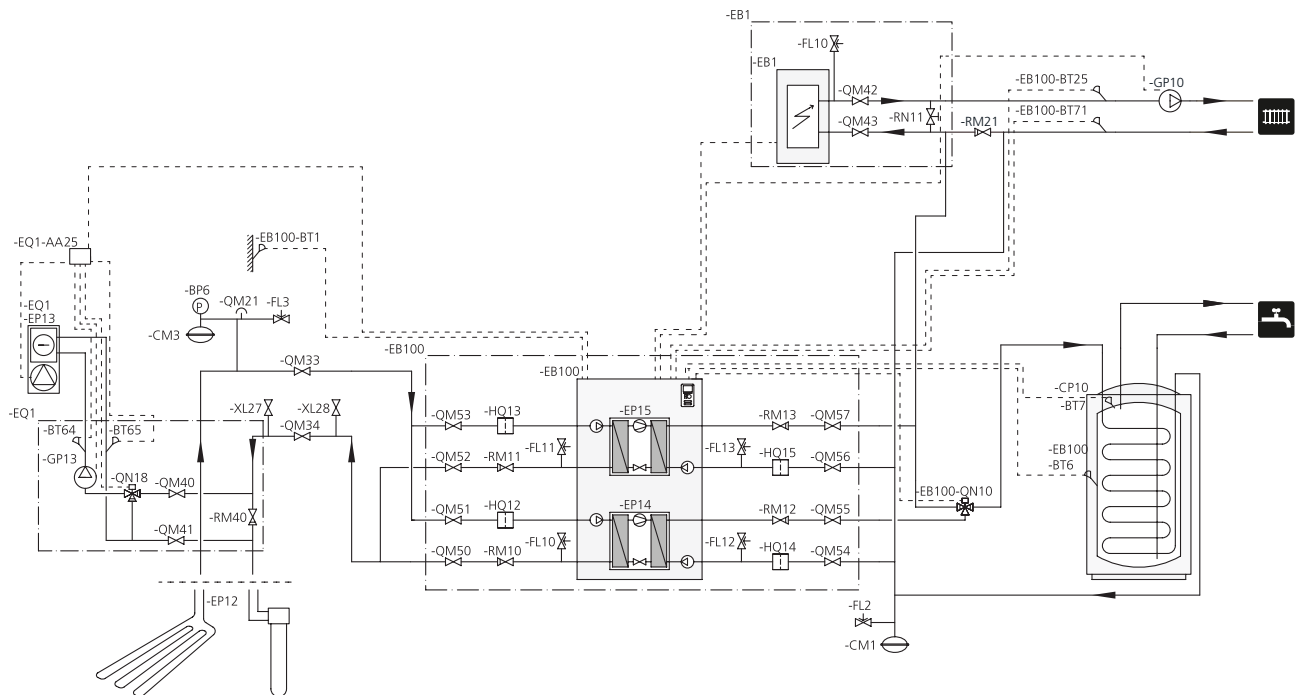 -EB1
-FL10
-EB1
-QM42
-EB100-BT25
-GP10
-QM43
-RN11
-RM21
-EB100-BT71
-EQ1-AA25
-EB100-BT1
-BP6
P
-QM21
-FL3
-EQ1
-EP13
-CM3
-QM33
-EB100
-EB100
-EQ1
-XL27
-XL28
-QM34
-BT64
-BT65
-GP13
-QN18
-QM40
-QM41
-RM40
-EP12
-QM53
-HQ13
-EP15
-RM13
-QM57
-QM52
-RM11
-FL11
-FL13
-HQ15
-QM56
-QM51
-HQ12
-EP14
-RM12
-QM55
-QM50
-RM10
-FL10
-FL12
-HQ14
-QM54
-EB100-QN10
-CP10
-BT7
-EB100
-BT6
-FL2
-CM1